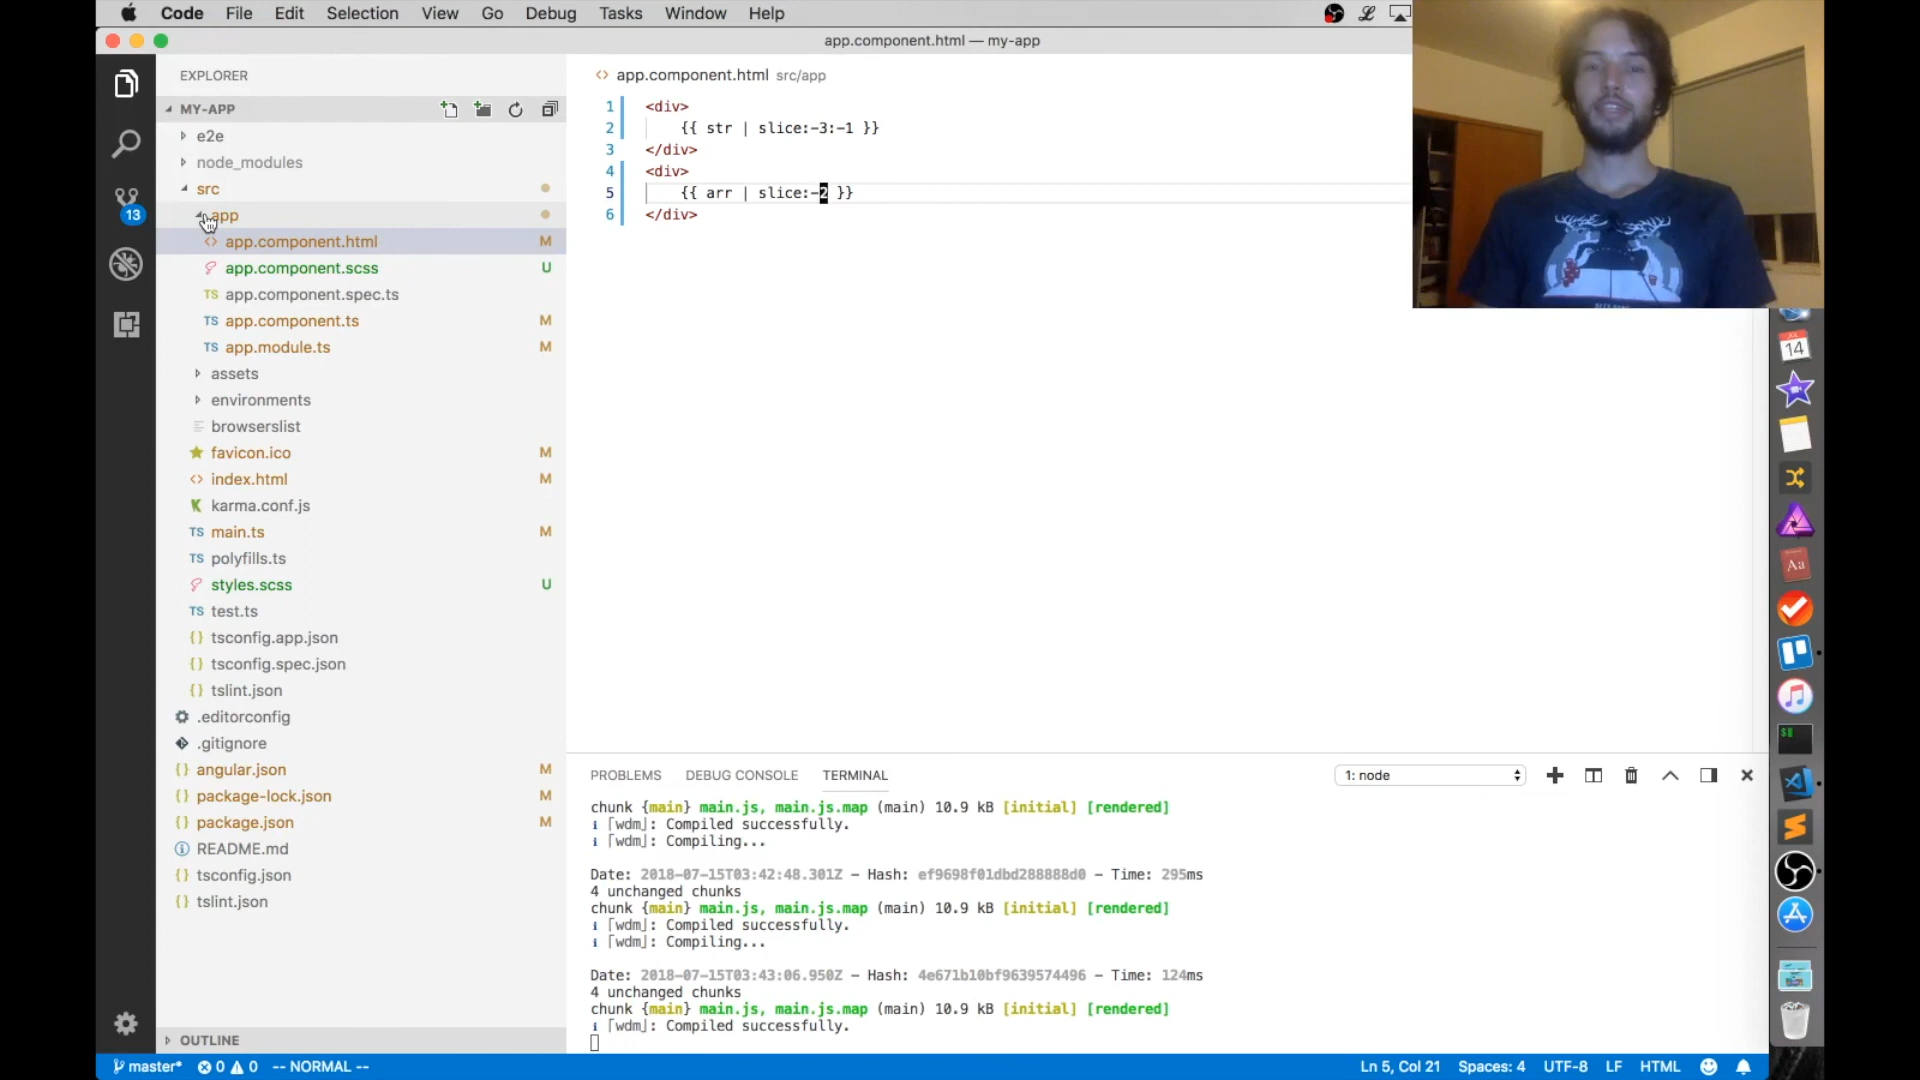 Code File Edit Selection View Go Debug Tasks Window Help
app.component.html — my-app
EXPLORER
MY-APP
e2e
node_modules
src
app
app.component.html M
app.component.scss U
TS app.component.spec.ts
TS app.component.ts M
TS app.module.ts M
assets
environments
browserslist
favicon.ico M
index.html M
karma.conf.js
TS main.ts M
TS polyfills.ts
styles.scss U
TS test.ts
{} tsconfig.app.json
{} tsconfig.spec.json
{} tslint.json
.editorconfig
.gitignore
{} angular.json M
{} package-lock.json M
{} package.json M
README.md
{} tsconfig.json
{} tslint.json
OUTLINE
13
<> app.component.html src/app
1 <div>
2 {{ str | slice:-3:-1 }}
3 </div>
4 <div>
5 {{ arr | slice:-2 }}
6 </div>
PROBLEMS DEBUG CONSOLE TERMINAL 1: node
chunk {main} main.js, main.js.map (main) 10.9 kB [initial] [rendered]
ℹ ｢wdm｣: Compiled successfully.
ℹ ｢wdm｣: Compiling...
Date: 2018-07-15T03:42:48.301Z - Hash: ef9698f01dbd288888d0 - Time: 295ms
4 unchanged chunks
chunk {main} main.js, main.js.map (main) 10.9 kB [initial] [rendered]
ℹ ｢wdm｣: Compiled successfully.
ℹ ｢wdm｣: Compiling...
Date: 2018-07-15T03:43:06.950Z - Hash: 4e671b10bf9639574496 - Time: 124ms
4 unchanged chunks
chunk {main} main.js, main.js.map (main) 10.9 kB [initial] [rendered]
ℹ ｢wdm｣: Compiled successfully.
master* 0 0 -- NORMAL -- Ln 5, Col 21 Spaces: 4 UTF-8 LF HTML
14
Aa